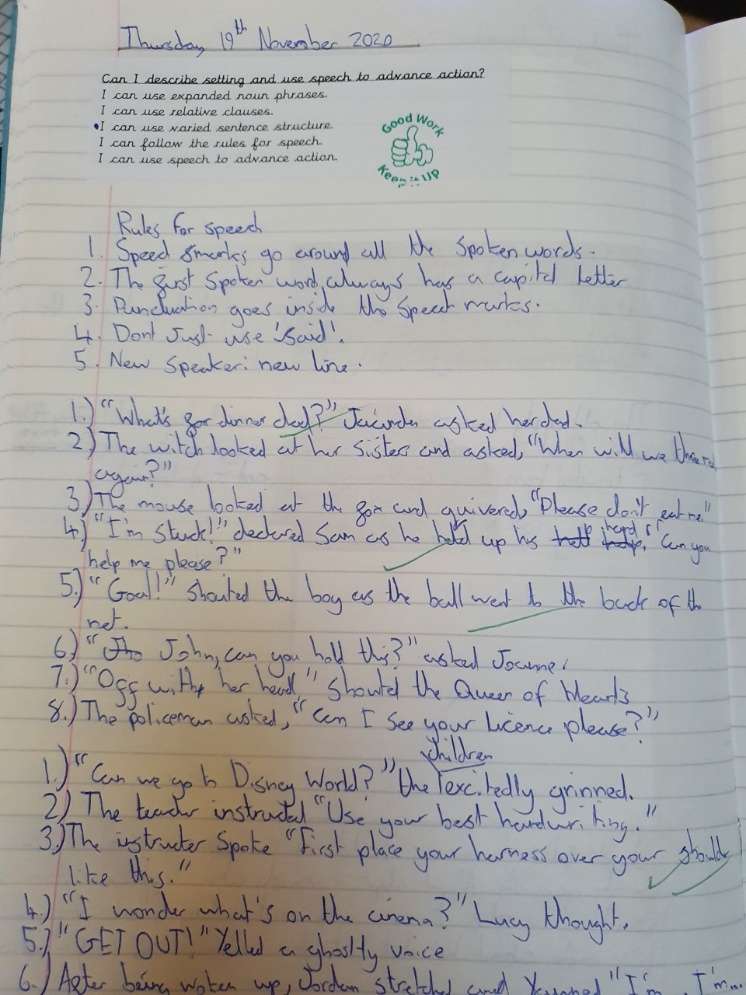 Thursday 19th November 2020
Can I describe setting and use speech to advance action?
I can use expanded noun phrases.
I can use relative clauses.
I can use varied sentence structure.
I can follow the rules for speech.
I can use speech to advance action.
Good Work
Keep it Up
Rules for speech
1. Speed smarks go around all the spoken words.
2. The first spoken word, always has a capital letter
3. Punctuation goes inside the speect marks.
4. Dont Just use 'said'.
5. New speaker: new line.
1.) "What's for dinner dad?" asked her dad.
2) The witch looked at her sisters and asked, "When will we three
again?"
3.) The mouse looked at the fox and quivered, "Please don't eat me."
4.) "I'm stuck!" declared Sam as he held up his hand. "Can you
help me please?"
5.) "Goal!" shouted the boy as the ball went to the back of the
net.
6.) "John, can you hold this?" asked
7.) "Off with her head," shouted the Queen of Hearts
8.) The policeman asked, "Can I see your licence please?"
children
1.) "Can we go to Disney World?" the excitedly grinned.
2) The teacher instructed "Use your best handwriting."
3.) The instructer spoke "First place your harness over your should
like this."
4.) "I wonder what's on the cinema?" Lucy thought.
5.) "GET OUT!" Yelled a ghostly voice
6.) After being woken up, Jordan stretched and Yawned "I'm... I'm...